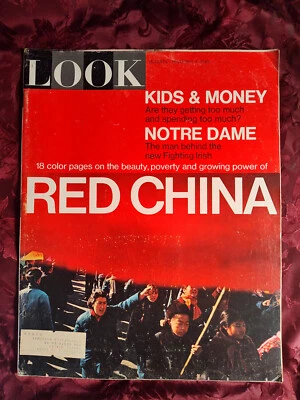 LOOK
KIDS & MONEY
Are they getting too much
and spending too much?
NOTRE DAME
The man behind the
new Fighting Irish
18 color pages on the beauty, poverty and growing power of
RED CHINA